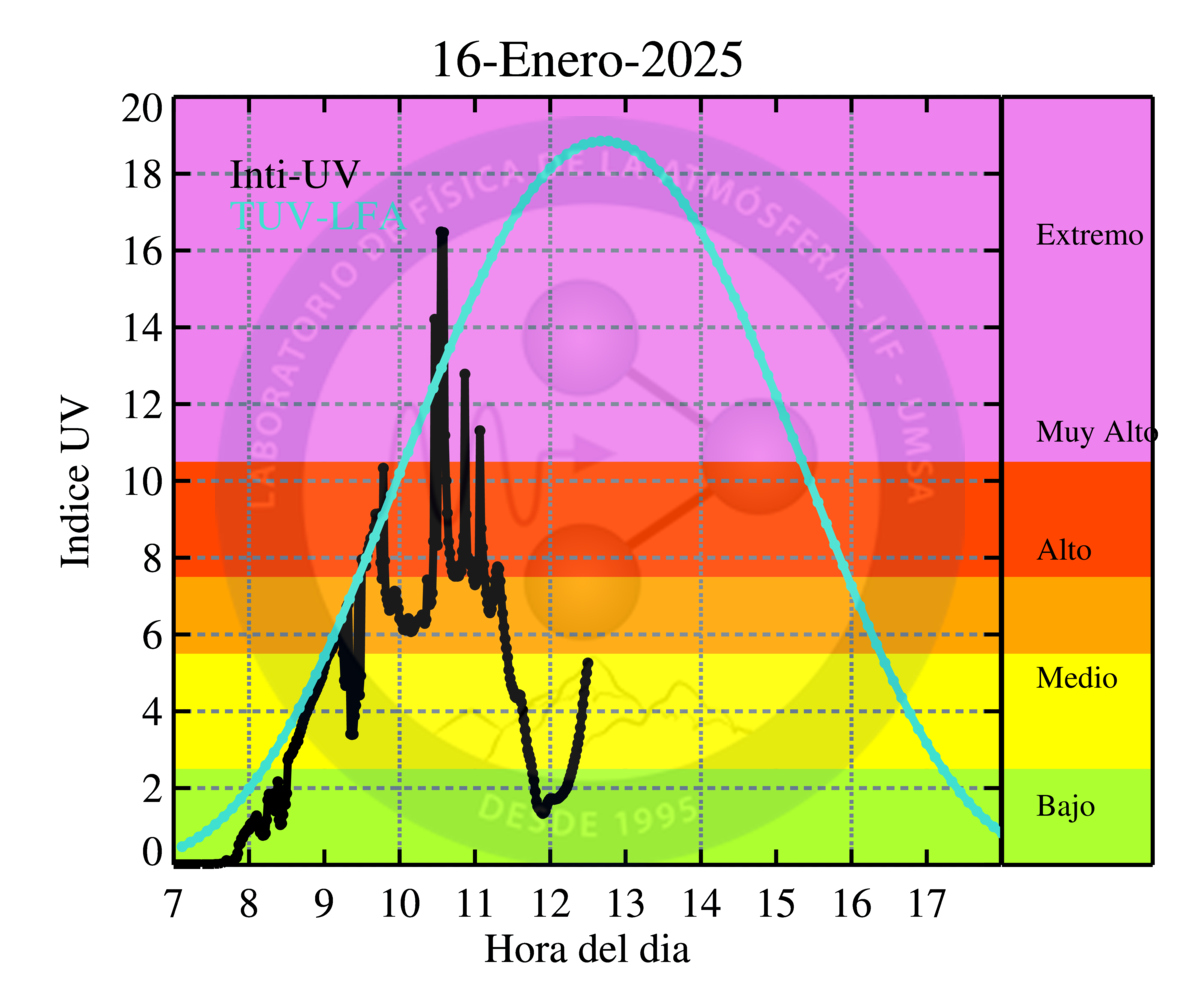 16-Enero-2025
Inti-UV
TUV-LFA
LABORATORIO DE FÍSICA DE LA ATMÓSFERA - IIF - UMSA
DESDE 1995
Indice UV
20
18
16
14
12
10
8
6
4
2
0
Extremo
Muy Alto
Alto
Medio
Bajo
7 8 9 10 11 12 13 14 15 16 17
Hora del dia